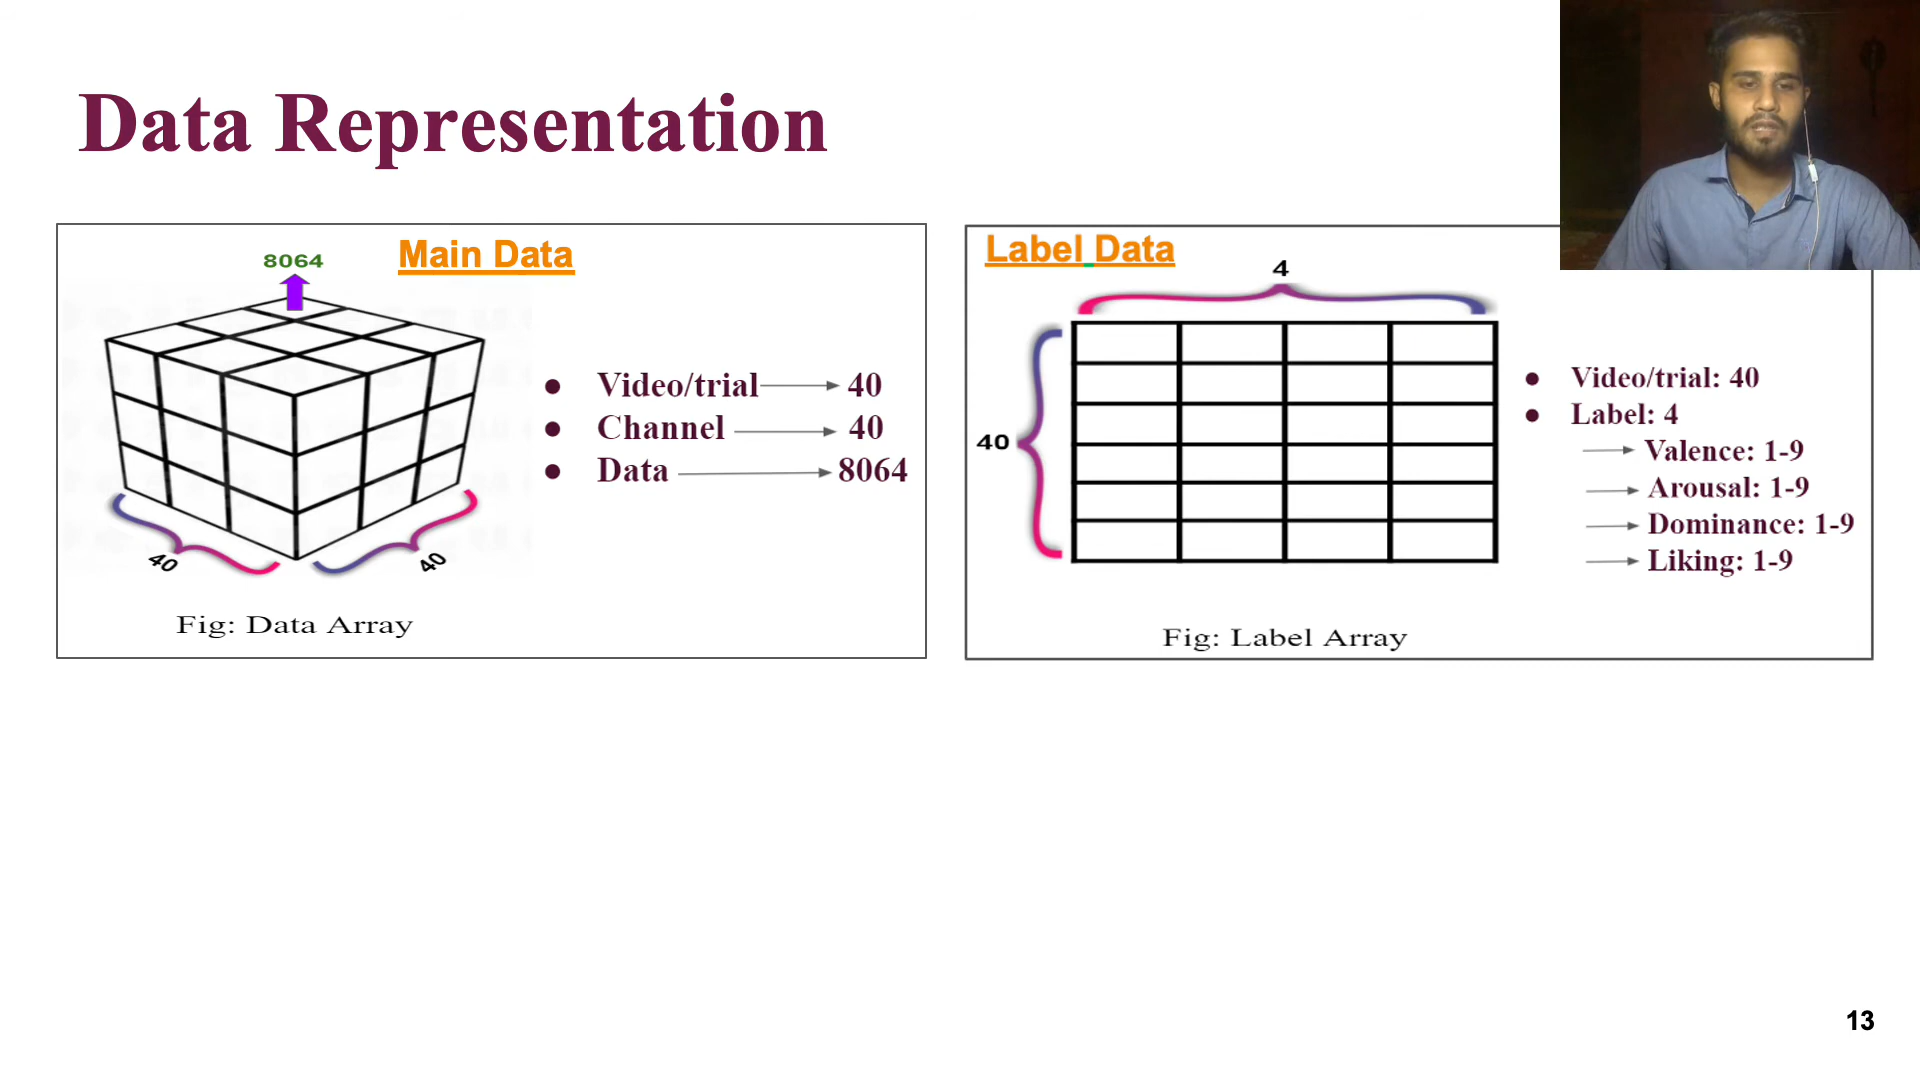 Data Representation
Main Data
8064
Video/trial 40
Channel 40
Data 8064
40
40
Fig: Data Array
Label Data
4
40
Video/trial: 40
Label: 4
Valence: 1-9
Arousal: 1-9
Dominance: 1-9
Liking: 1-9
Fig: Label Array
13